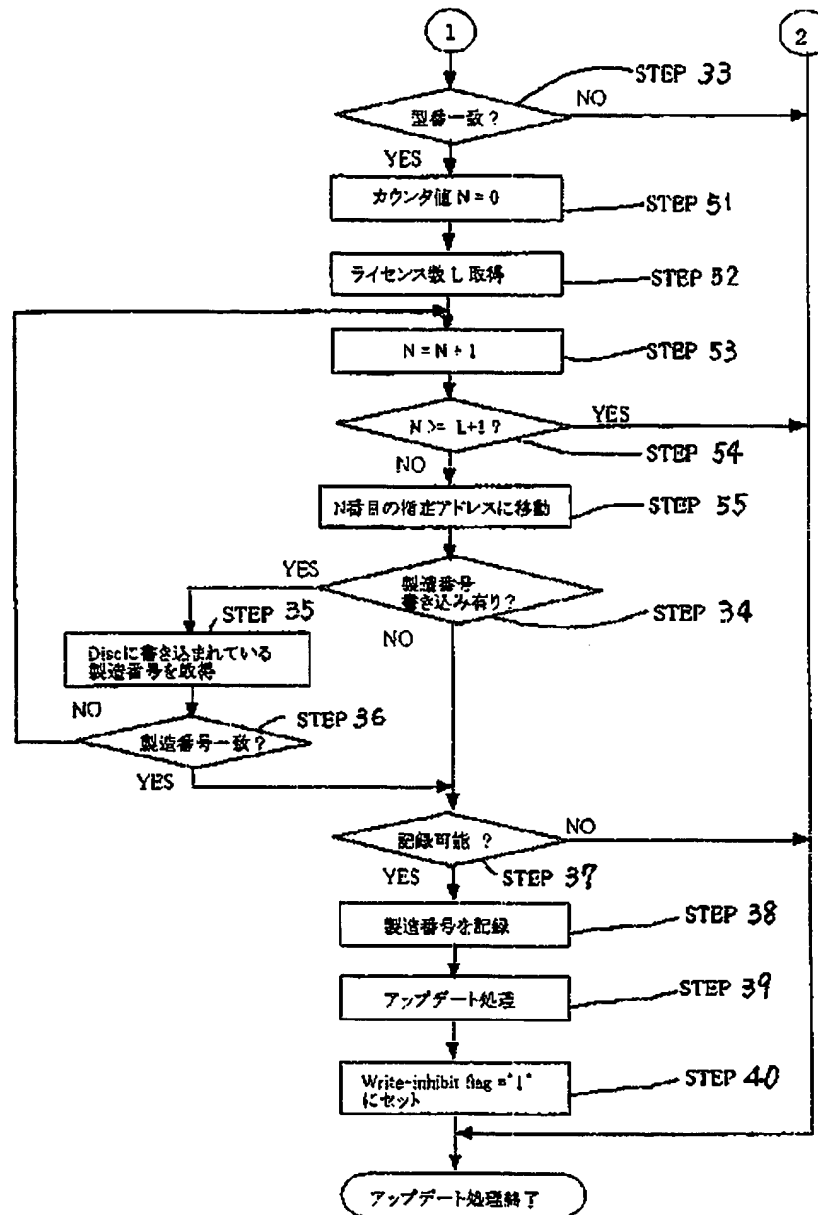 1
2
STEP 33
型番一致?
NO
YES
カウンタ値 N = 0
STEP 51
ライセンス数 L 取得
STEP 52
N = N + 1
STEP 53
N >= L+1 ?
YES
STEP 54
NO
N番目の指定アドレスに移動
STEP 55
YES
製造番号
書き込み有り?
STEP 34
NO
STEP 35
Discに書き込まれている
製造番号を取得
NO
STEP 36
製造番号一致?
YES
記録可能 ?
NO
STEP 37
YES
製造番号を記録
STEP 38
アップデート処理
STEP 39
Write-inhibit flag ="1"
にセット
STEP 40
アップデート処理終了